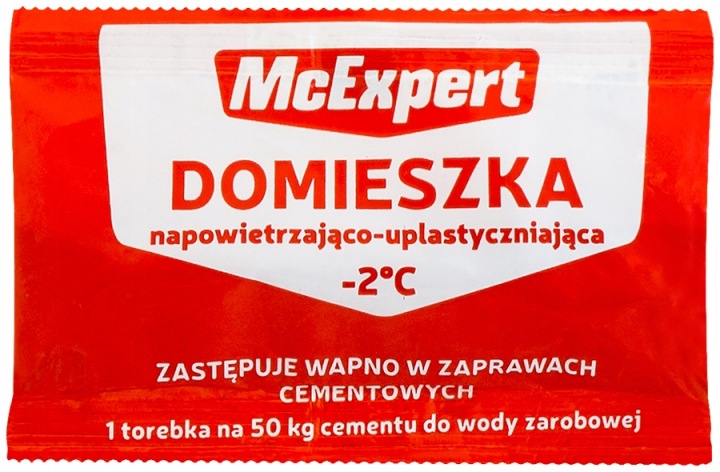 McExpert
DOMIESZKA
napowietrzająco-uplastyczniająca
-2°C
ZASTĘPUJE WAPNO W ZAPRAWACH
CEMENTOWYCH
1 torebka na 50 kg cementu do wody zarobowej